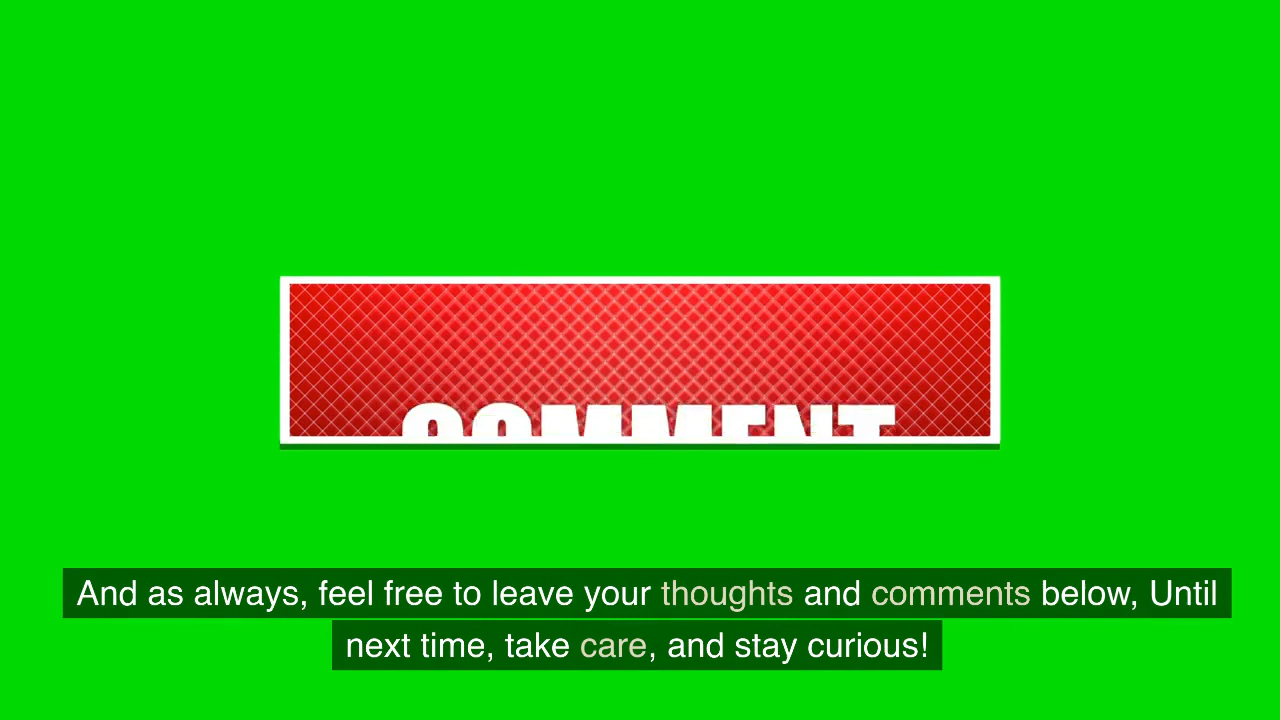 COMMENT
And as always, feel free to leave your thoughts and comments below, Until
next time, take care, and stay curious!